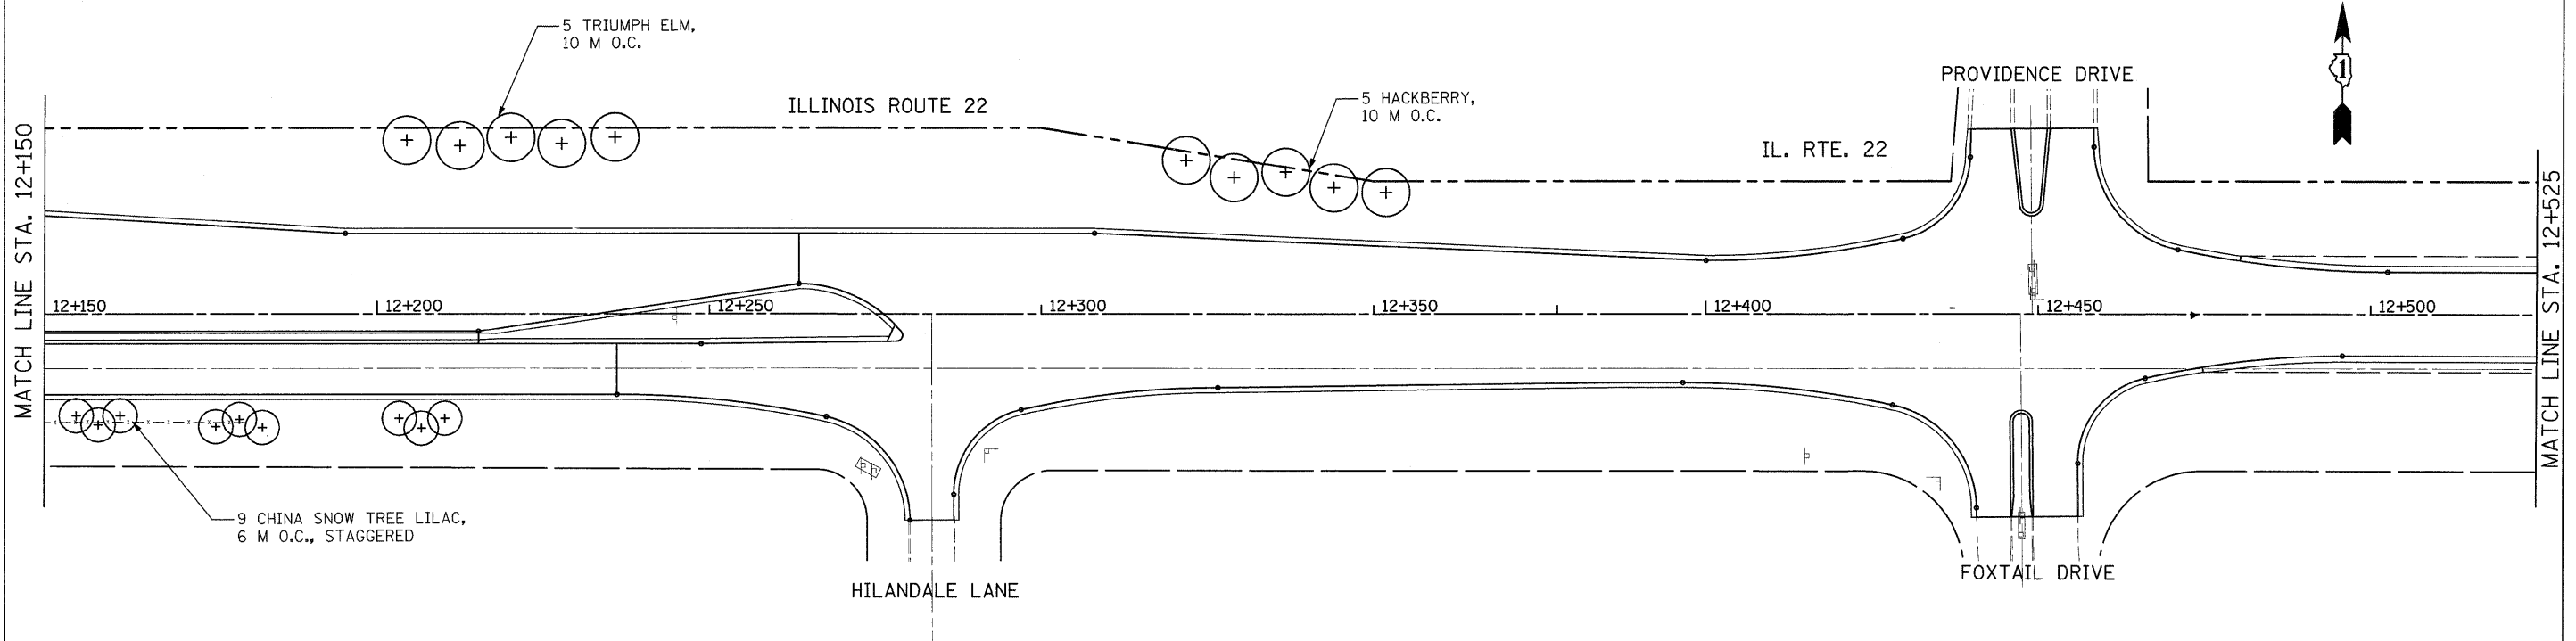 5 TRIUMPH ELM,
10 M O.C.
ILLINOIS ROUTE 22
5 HACKBERRY,
10 M O.C.
PROVIDENCE DRIVE
IL. RTE. 22
1
MATCH LINE STA. 12+150
12+150
12+200
12+250
12+300
12+350
12+400
12+450
12+500
MATCH LINE STA. 12+525
9 CHINA SNOW TREE LILAC,
6 M O.C., STAGGERED
HILANDALE LANE
FOXTAIL DRIVE